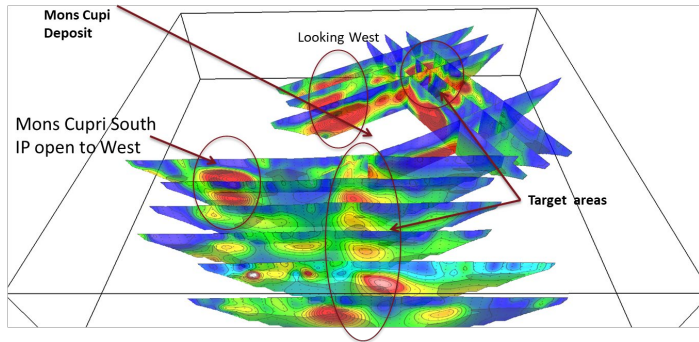 Mons Cupi
Deposit
Looking West
Mons Cupri South
IP open to West
Target areas